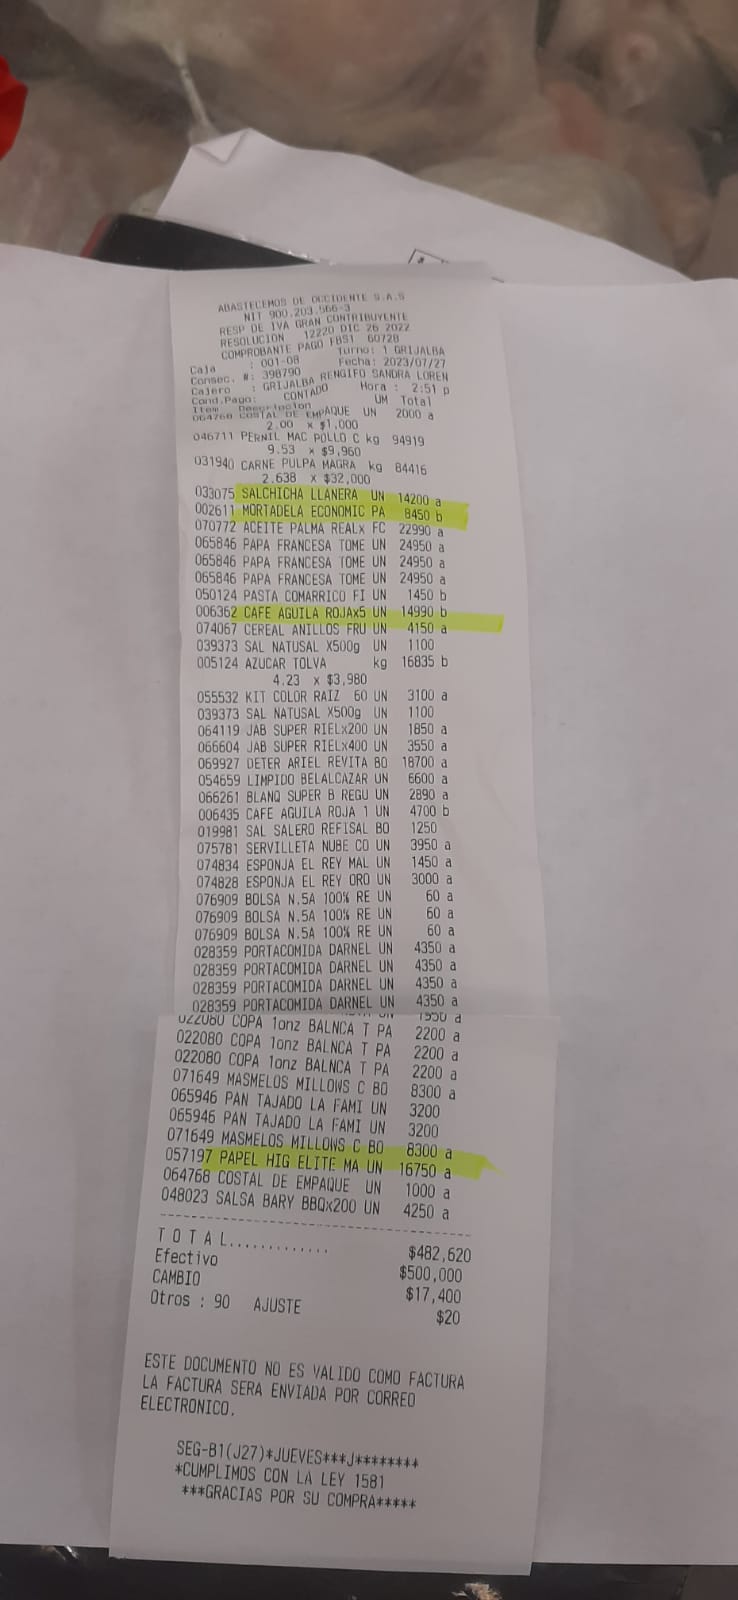 ABASTECEMOS DE OCCIDENTE S.A.S
NIT 900.203.566-3
RESP DE IVA GRAN CONTRIBUYENTE
RESOLUCION 12220 DIC 26 2022
COMPROBANTE PAGO FBS1 60728
Caja : 001-08 Turno: 1 GRIJALBA
Consec. #: 398790 Fecha: 2023/07/27
Cajero : GRIJALBA RENGIFO SANDRA LOREN
Cond.Pago: CONTADO Hora : 2:51 p
Item Descripcion UM Total
064768 COSTAL DE EMPAQUE UN 2000 a
2.00 x $1,000
046711 PERNIL MAC POLLO C kg 94919
9.53 x $9,960
031940 CARNE PULPA MAGRA kg 84416
2.638 x $32,000
033075 SALCHICHA LLANERA UN 14200 a
002611 MORTADELA ECONOMIC PA 8450 b
070772 ACEITE PALMA REALX FC 22990 a
065846 PAPA FRANCESA TOME UN 24950 a
065846 PAPA FRANCESA TOME UN 24950 a
065846 PAPA FRANCESA TOME UN 24950 a
050124 PASTA COMARRICO FI UN 1450 b
006362 CAFE AGUILA ROJAx5 UN 14990 b
074067 CEREAL ANILLOS FRU UN 4150 a
039373 SAL NATUSAL X500g UN 1100
005124 AZUCAR TOLVA kg 16835 b
4.23 x $3,980
055532 KIT COLOR RAIZ 60 UN 3100 a
039373 SAL NATUSAL X500g UN 1100
064119 JAB SUPER RIELx200 UN 1850 a
066604 JAB SUPER RIELx400 UN 3550 a
069927 DETER ARIEL REVITA BO 18700 a
054659 LIMPIDO BELALCAZAR UN 6600 a
066261 BLANQ SUPER B REGU UN 2890 a
006435 CAFE AGUILA ROJA 1 UN 4700 b
019981 SAL SALERO REFISAL BO 1250
075781 SERVILLETA NUBE CO UN 3950 a
074834 ESPONJA EL REY MAL UN 1450 a
074828 ESPONJA EL REY ORO UN 3000 a
076909 BOLSA N.5A 100% RE UN 60 a
076909 BOLSA N.5A 100% RE UN 60 a
076909 BOLSA N.5A 100% RE UN 60 a
028359 PORTACOMIDA DARNEL UN 4350 a
028359 PORTACOMIDA DARNEL UN 4350 a
028359 PORTACOMIDA DARNEL UN 4350 a
028359 PORTACOMIDA DARNEL UN 4350 a
022080 COPA 1onz BALNCA T PA 2200 a
022080 COPA 1onz BALNCA T PA 2200 a
022080 COPA 1onz BALNCA T PA 2200 a
071649 MASMELOS MILLOWS C BO 8300 a
065946 PAN TAJADO LA FAMI UN 3200
065946 PAN TAJADO LA FAMI UN 3200
071649 MASMELOS MILLOWS C BO 8300 a
057197 PAPEL HIG ELITE MA UN 16750 a
064768 COSTAL DE EMPAQUE UN 1000 a
048023 SALSA BARY BBQx200 UN 4250 a
TOTAL............. $482,620
Efectivo $500,000
CAMBIO $17,400
Otros : 90 AJUSTE $20
ESTE DOCUMENTO NO ES VALIDO COMO FACTURA
LA FACTURA SERA ENVIADA POR CORREO
ELECTRONICO.
SEG-B1(J27)*JUEVES***J********
*CUMPLIMOS CON LA LEY 1581
***GRACIAS POR SU COMPRA*****